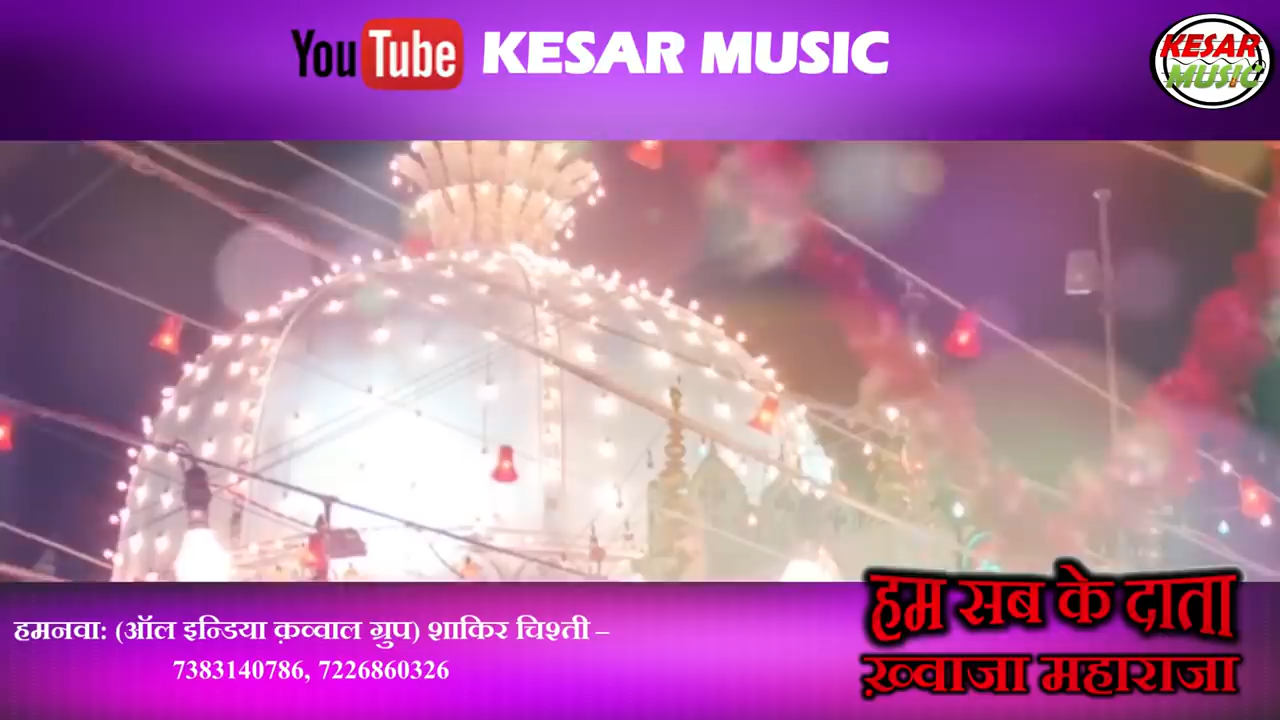 YouTube KESAR MUSIC
KESAR
MUSIC
हमनवा: (ऑल इन्डिया क़व्वाल ग्रुप) शाकिर चिश्ती –
7383140786, 7226860326
हम सब के दाता
ख़्वाजा महाराजा